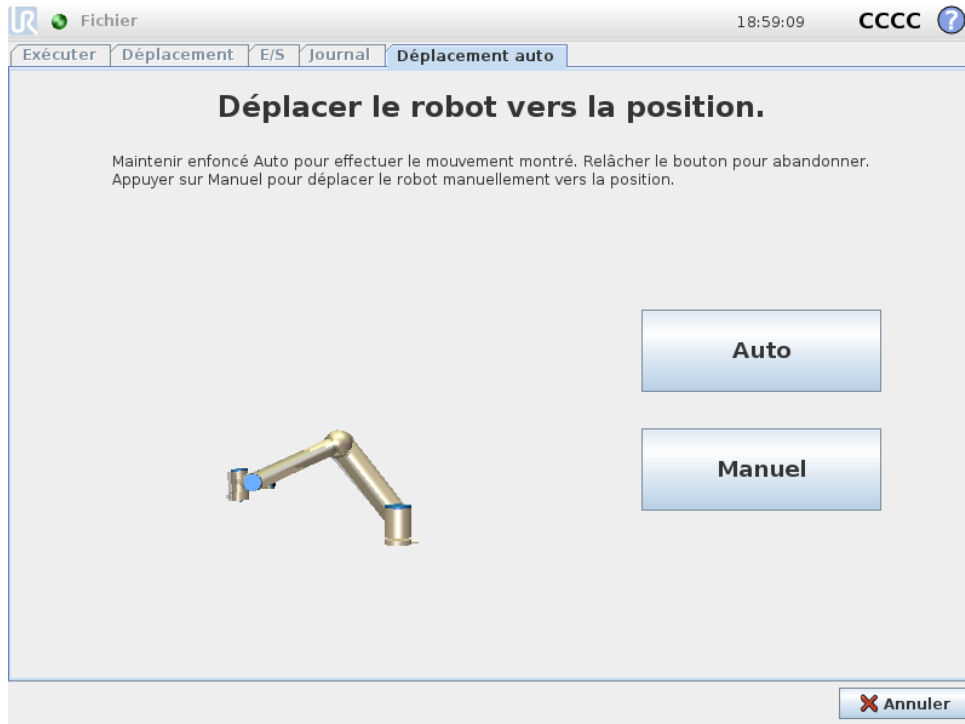 UR Fichier 18:59:09 CCCC ?
Exécuter Déplacement E/S Journal Déplacement auto
Déplacer le robot vers la position.
Maintenir enfoncé Auto pour effectuer le mouvement montré. Relâcher le bouton pour abandonner.
Appuyer sur Manuel pour déplacer le robot manuellement vers la position.
Auto
Manuel
Annuler